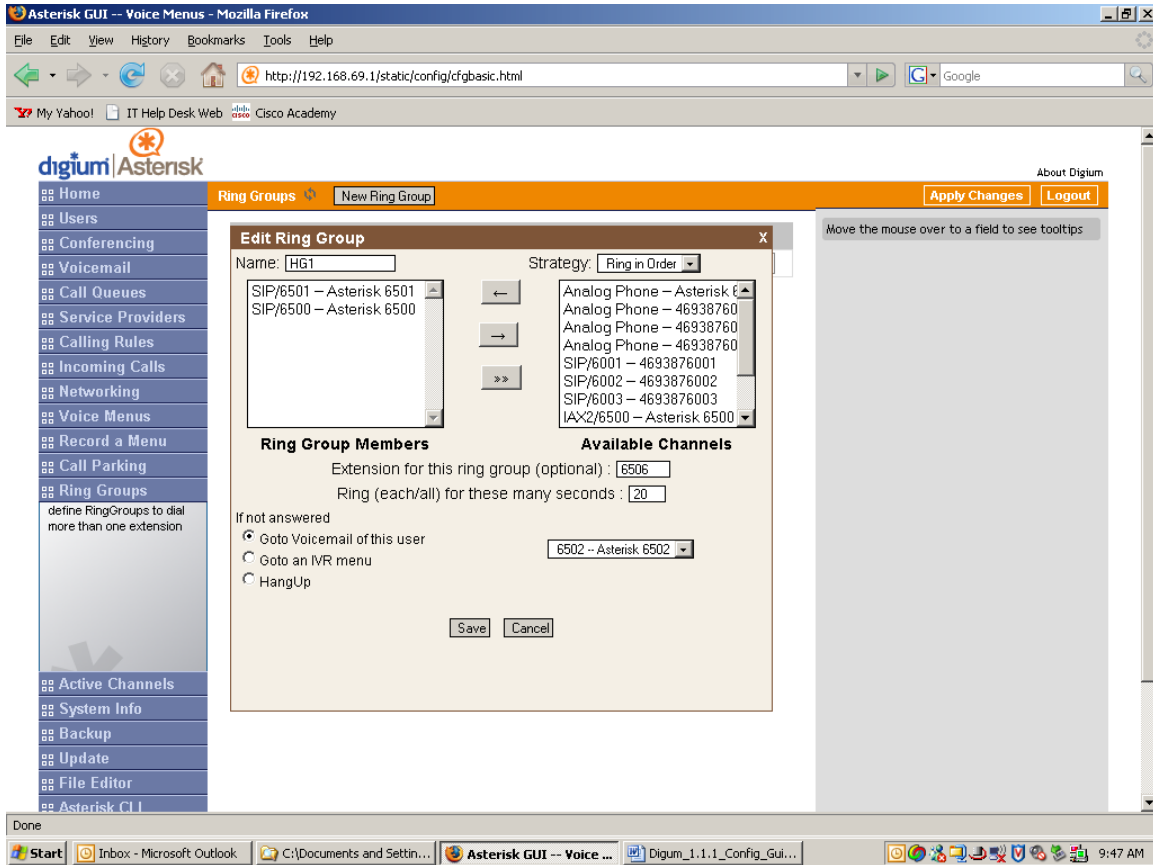 Asterisk GUI -- Voice Menus - Mozilla Firefox
File Edit View History Bookmarks Tools Help
http://192.168.69.1/static/config/cfgbasic.html
G Google
My Yahoo! IT Help Desk Web Cisco Academy
digium Asterisk
About Digium
Home
Users
Conferencing
Voicemail
Call Queues
Service Providers
Calling Rules
Incoming Calls
Networking
Voice Menus
Record a Menu
Call Parking
Ring Groups
define RingGroups to dial
more than one extension
Active Channels
System Info
Backup
Update
File Editor
Asterisk CLI
Ring Groups New Ring Group Apply Changes Logout
Move the mouse over to a field to see tooltips
Edit Ring Group X
Name: HG1 Strategy: Ring in Order
SIP/6501 -- Asterisk 6501
SIP/6500 -- Asterisk 6500
← 
→
»»
Analog Phone -- Asterisk
Analog Phone -- 46938760
Analog Phone -- 46938760
Analog Phone -- 46938760
SIP/6001 -- 4693876001
SIP/6002 -- 4693876002
SIP/6003 -- 4693876003
IAX2/6500 -- Asterisk 6500
Ring Group Members Available Channels
Extension for this ring group (optional) : 6506
Ring (each/all) for these many seconds : 20
If not answered
Goto Voicemail of this user 6502 -- Asterisk 6502
Goto an IVR menu
HangUp
Save Cancel
Done
Start Inbox - Microsoft Outlook C:\Documents and Settin... Asterisk GUI -- Voice ... Digum_1.1.1_Config_Gui... 9:47 AM